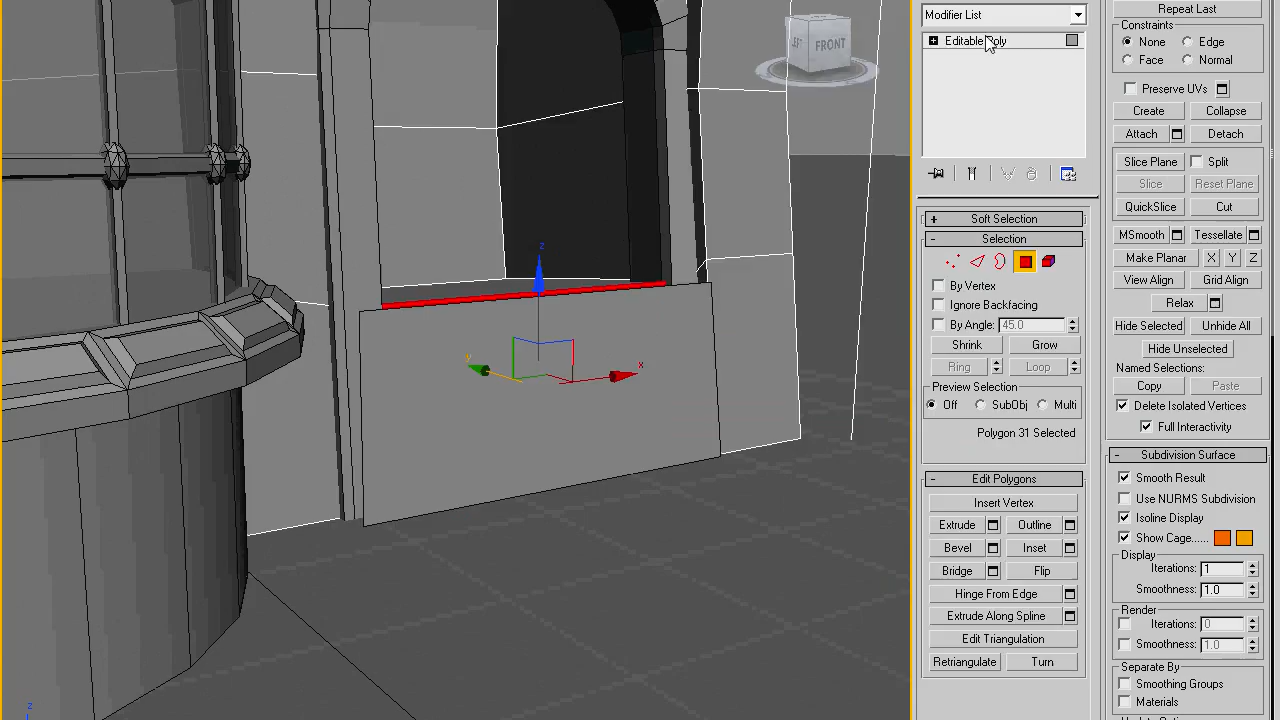 Modifier List
Editable Poly
Soft Selection
Selection
By Vertex
Ignore Backfacing
By Angle: 45.0
Shrink Grow
Ring Loop
Preview Selection
Off SubObj Multi
Polygon 31 Selected
Edit Polygons
Insert Vertex
Extrude Outline
Bevel Inset
Bridge Flip
Hinge From Edge
Extrude Along Spline
Edit Triangulation
Retriangulate Turn
Repeat Last
Constraints
None Edge
Face Normal
Preserve UVs
Create Collapse
Attach Detach
Slice Plane Split
Slice Reset Plane
QuickSlice Cut
MSmooth Tessellate
Make Planar X Y Z
View Align Grid Align
Relax
Hide Selected Unhide All
Hide Unselected
Copy Paste
Delete Isolated Vertices
Full Interactivity
Subdivision Surface
Smooth Result
Use NURMS Subdivision
Isoline Display
Show Cage......
Display
Iterations: 1
Smoothness: 1.0
Render
Iterations: 0
Smoothness: 1.0
Separate By
Smoothing Groups
Materials
FRONT
z
y
x
z